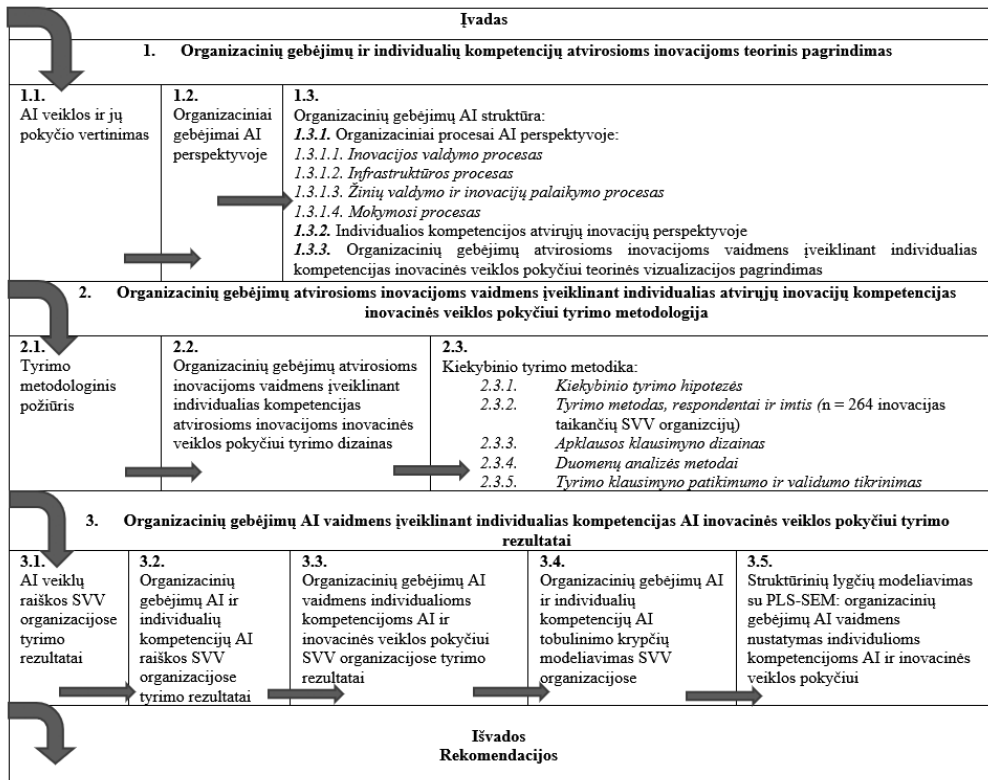 Įvadas
1. Organizacinių gebėjimų ir individualių kompetencijų atvirosioms inovacijoms teorinis pagrindimas
1.1.
AI veiklos ir jų
pokyčio vertinimas
1.2.
Organizaciniai
gebėjimai AI
perspektyvoje
1.3.
Organizacinių gebėjimų AI struktūra:
1.3.1. Organizaciniai procesai AI perspektyvoje:
1.3.1.1. Inovacijos valdymo procesas
1.3.1.2. Infrastruktūros procesas
1.3.1.3. Žinių valdymo ir inovacijų palaikymo procesas
1.3.1.4. Mokymosi procesas
1.3.2. Individualios kompetencijos atvirųjų inovacijų perspektyvoje
1.3.3. Organizacinių gebėjimų atvirosioms inovacijoms vaidmens įveiklinant individualias
kompetencijas inovacinės veiklos pokyčiui teorinės vizualizacijos pagrindimas
2. Organizacinių gebėjimų atvirosioms inovacijoms vaidmens įveiklinant individualias atvirųjų inovacijų kompetencijas
inovacinės veiklos pokyčiui tyrimo metodologija
2.1.
Tyrimo
metodologinis
požiūris
2.2.
Organizacinių gebėjimų atvirosioms
inovacijoms vaidmens įveiklinant
individualias kompetencijas
atvirosioms inovacijoms inovacinės
veiklos pokyčiui tyrimo dizainas
2.3.
Kiekybinio tyrimo metodika:
2.3.1. Kiekybinio tyrimo hipotezės
2.3.2. Tyrimo metodas, respondentai ir imtis (n = 264 inovacijas
taikančių SVV organizcijų)
2.3.3. Apklausos klausimyno dizainas
2.3.4. Duomenų analizės metodai
2.3.5. Tyrimo klausimyno patikimumo ir validumo tikrinimas
3. Organizacinių gebėjimų AI vaidmens įveiklinant individualias kompetencijas AI inovacinės veiklos pokyčiui tyrimo
rezultatai
3.1.
AI veiklų
raiškos SVV
organizacijose
tyrimo
rezultatai
3.2.
Organizacinių
gebėjimų AI ir
individualių
kompetencijų AI
raiškos SVV
organizacijose
tyrimo rezultatai
3.3.
Organizacinių gebėjimų AI
vaidmens individualioms
kompetencijoms AI ir
inovacinės veiklos pokyčiui
SVV organizacijose tyrimo
rezultatai
3.4.
Organizacinių gebėjimų AI
ir individualių
kompetencijų AI
tobulinimo krypčių
modeliavimas SVV
organizacijose
3.5.
Struktūrinių lygčių modeliavimas
su PLS-SEM: organizacinių
gebėjimų AI vaidmens
nustatymas individulioms
kompetencijoms AI ir inovacinės
veiklos pokyčiui
Išvados
Rekomendacijos